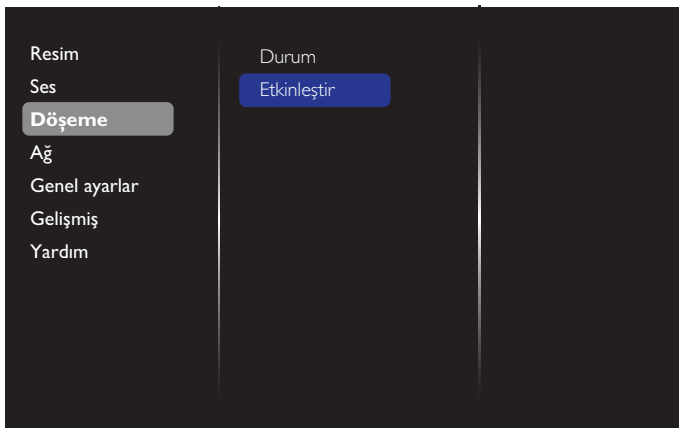 Resim
Ses
Döşeme
Ağ
Genel ayarlar
Gelişmiş
Yardım
Durum
Etkinleştir